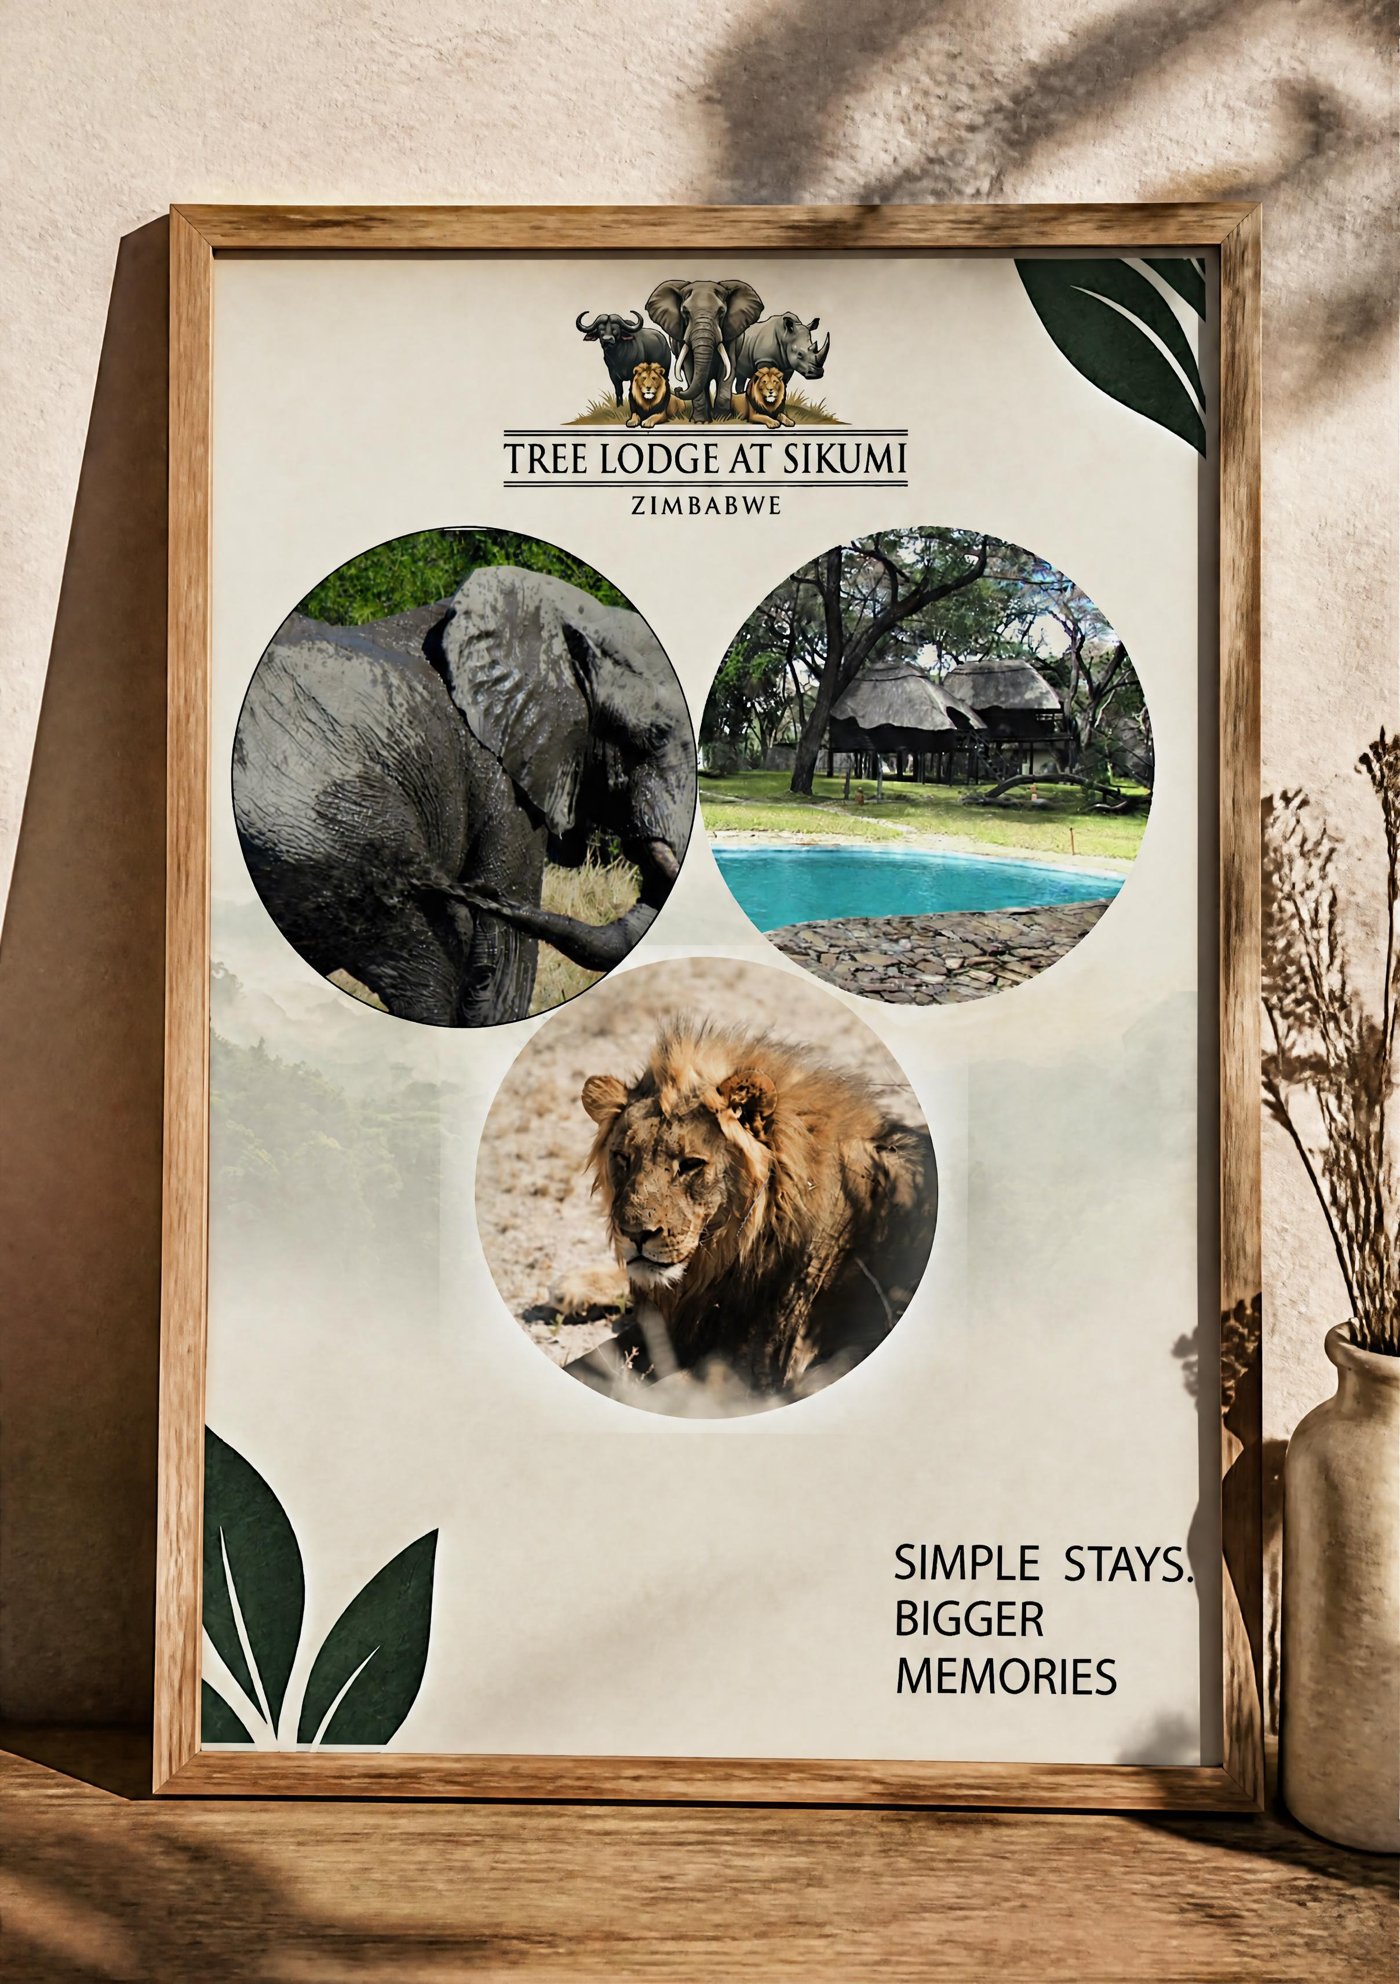 TREE LODGE AT SIKUMI
ZIMBABWE
SIMPLE STAYS.
BIGGER
MEMORIES